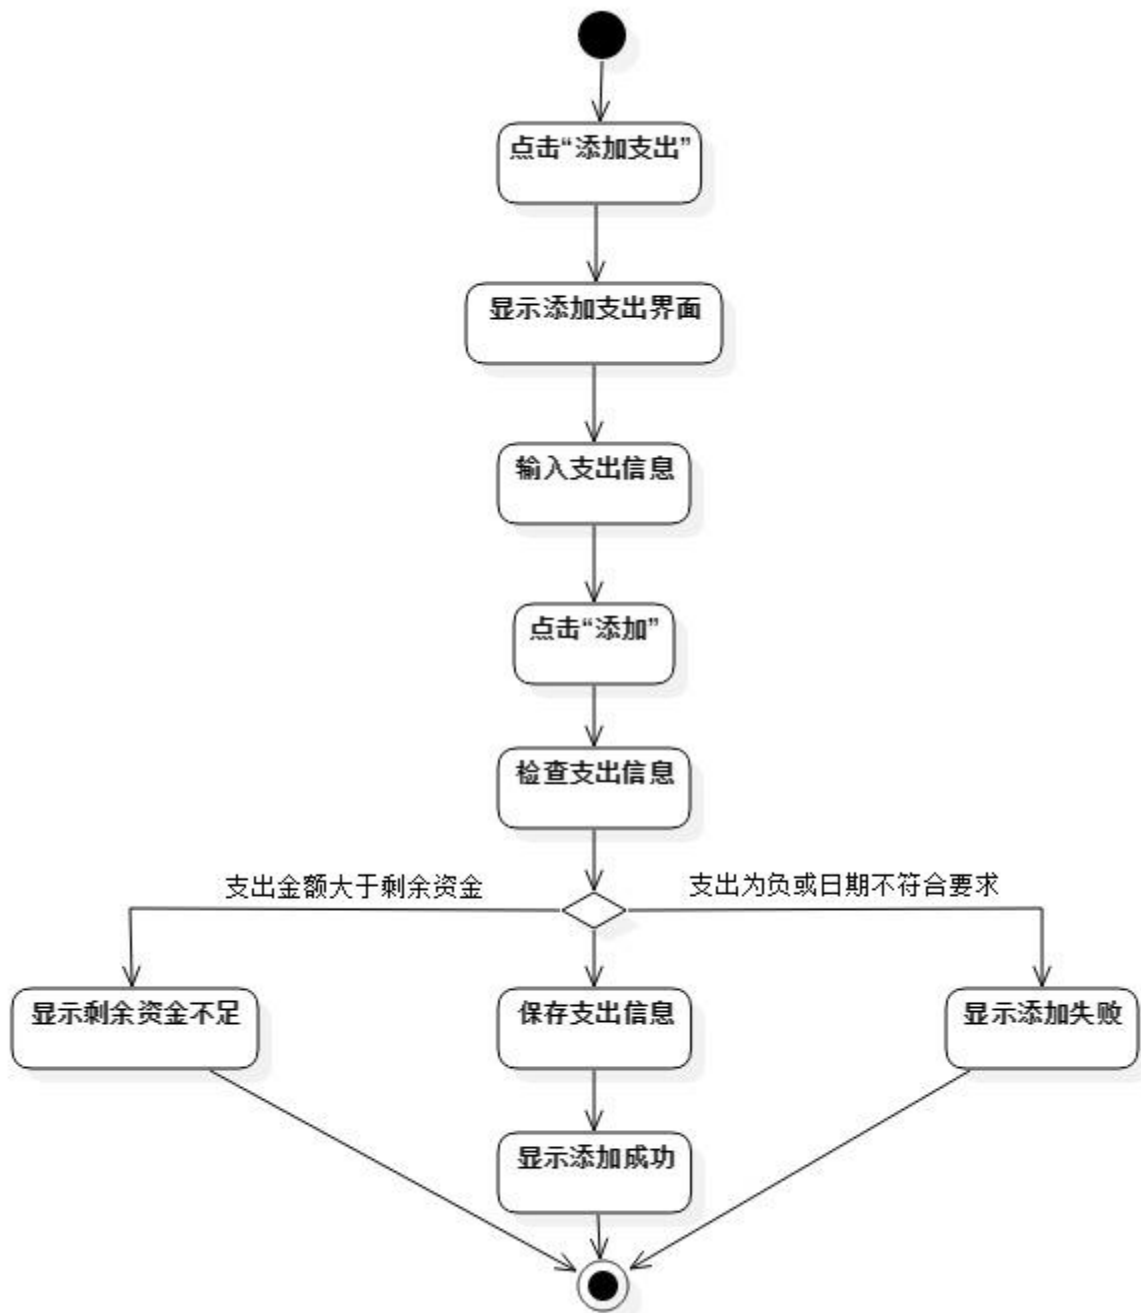 点击“添加支出”
显示添加支出界面
输入支出信息
点击“添加”
检查支出信息
支出金额大于剩余资金
支出为负或日期不符合要求
显示剩余资金不足
保存支出信息
显示添加失败
显示添加成功